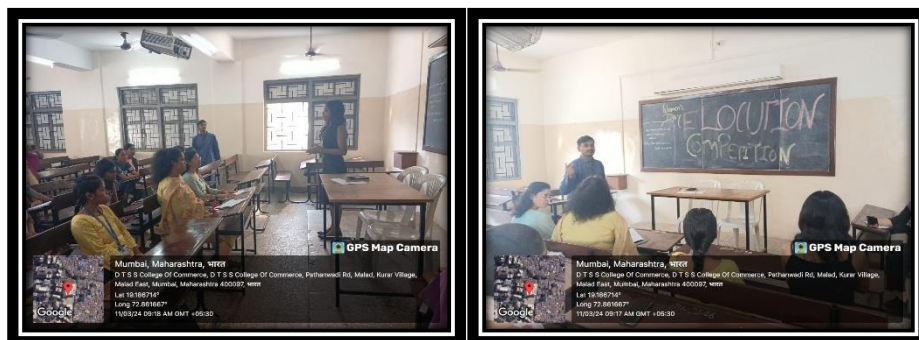 GPS Map Camera
Mumbai, Maharashtra, भारत
D T S S College Of Commerce, D T S S College Of Commerce, Pathanwadi Rd, Malad, Kurar Village,
Malad East, Mumbai, Maharashtra 400097, भारत
Lat 19.186714°
Long 72.861667°
11/03/24 09:18 AM GMT +05:30
Google
Women's
Day
ELOCUTION
COMPETITION
GPS Map Camera
Mumbai, Maharashtra, भारत
D T S S College Of Commerce, D T S S College Of Commerce, Pathanwadi Rd, Malad, Kurar Village,
Malad East, Mumbai, Maharashtra 400097, भारत
Lat 19.186714°
Long 72.861667°
11/03/24 09:17 AM GMT +05:30
Google